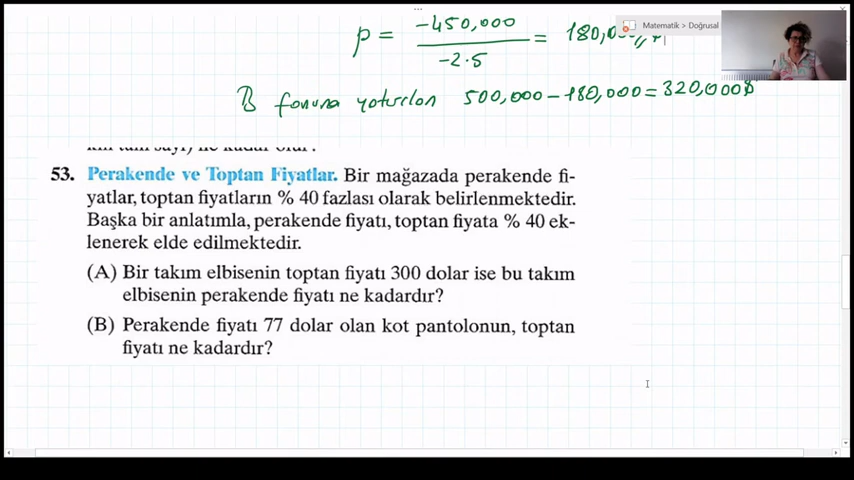 p = -450,000 / -2.5 = 180,000
Matematik > Doğrusal
B fonuna yatırılan 500,000 - 180,000 = 320,000$
53. Perakende ve Toptan Fiyatlar. Bir mağazada perakende fi-
yatlar, toptan fiyatların % 40 fazlası olarak belirlenmektedir.
Başka bir anlatımla, perakende fiyatı, toptan fiyata % 40 ek-
lenerek elde edilmektedir.
(A) Bir takım elbisenin toptan fiyatı 300 dolar ise bu takım
elbisenin perakende fiyatı ne kadardır?
(B) Perakende fiyatı 77 dolar olan kot pantolonun, toptan
fiyatı ne kadardır?